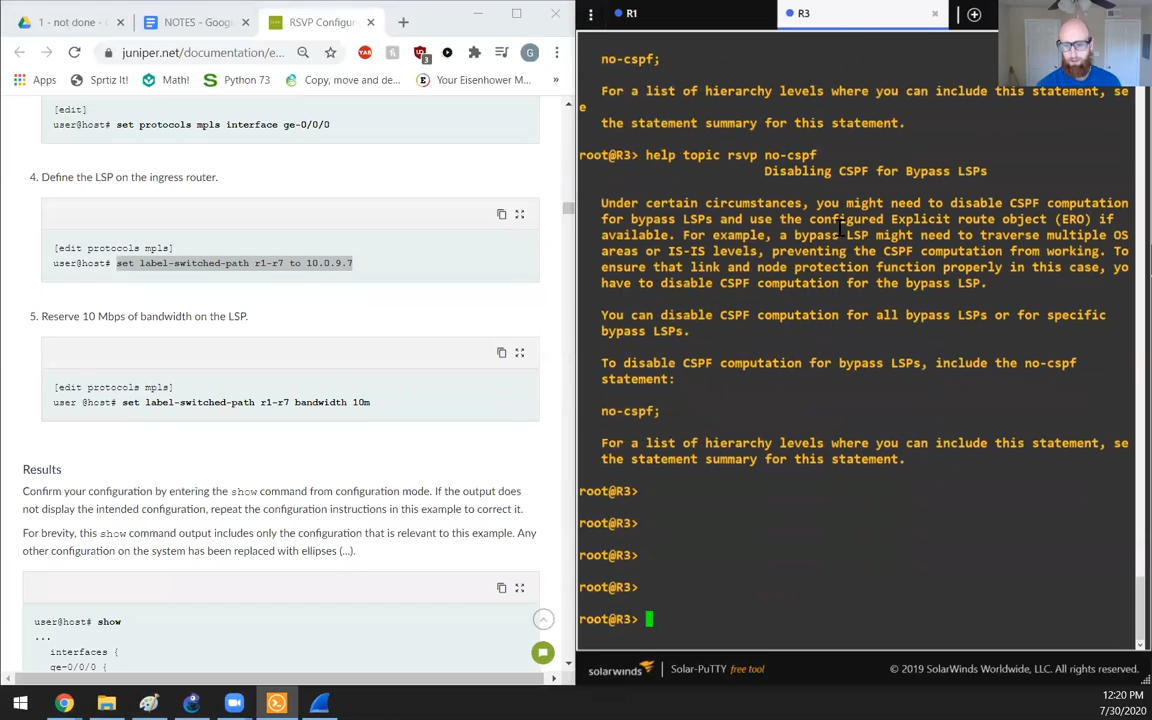 1 - not done - Google
NOTES - Google
RSVP Configur
R1
R3
juniper.net/documentation/e...
Apps
Sprtiz It!
Math!
Python 73
Copy, move and de...
Your Eisenhower M...
»
3
G
[edit]
user@host# set protocols mpls interface ge-0/0/0
4. Define the LSP on the ingress router.
[edit protocols mpls]
user@host# set label-switched-path r1-r7 to 10.0.9.7
5. Reserve 10 Mbps of bandwidth on the LSP.
[edit protocols mpls]
user @host# set label-switched-path r1-r7 bandwidth 10m
Results
Confirm your configuration by entering the show command from configuration mode. If the output does
not display the intended configuration, repeat the configuration instructions in this example to correct it.
For brevity, this show command output includes only the configuration that is relevant to this example. Any
other configuration on the system has been replaced with ellipses (...).
user@host# show
...
interfaces {
ge-0/0/0 {
no-cspf;
For a list of hierarchy levels where you can include this statement, se
e
the statement summary for this statement.
root@R3> help topic rsvp no-cspf
Disabling CSPF for Bypass LSPs
Under certain circumstances, you might need to disable CSPF computation
for bypass LSPs and use the configured Explicit route object (ERO) if
available. For example, a bypass LSP might need to traverse multiple OS
areas or IS-IS levels, preventing the CSPF computation from working. To
ensure that link and node protection function properly in this case, yo
have to disable CSPF computation for the bypass LSP.
You can disable CSPF computation for all bypass LSPs or for specific
bypass LSPs.
To disable CSPF computation for bypass LSPs, include the no-cspf
statement:
no-cspf;
For a list of hierarchy levels where you can include this statement, se
the statement summary for this statement.
root@R3>
root@R3>
root@R3>
root@R3>
root@R3>
solarwinds
Solar-PuTTY free tool
© 2019 SolarWinds Worldwide, LLC. All rights reserved.
12:20 PM
7/30/2020